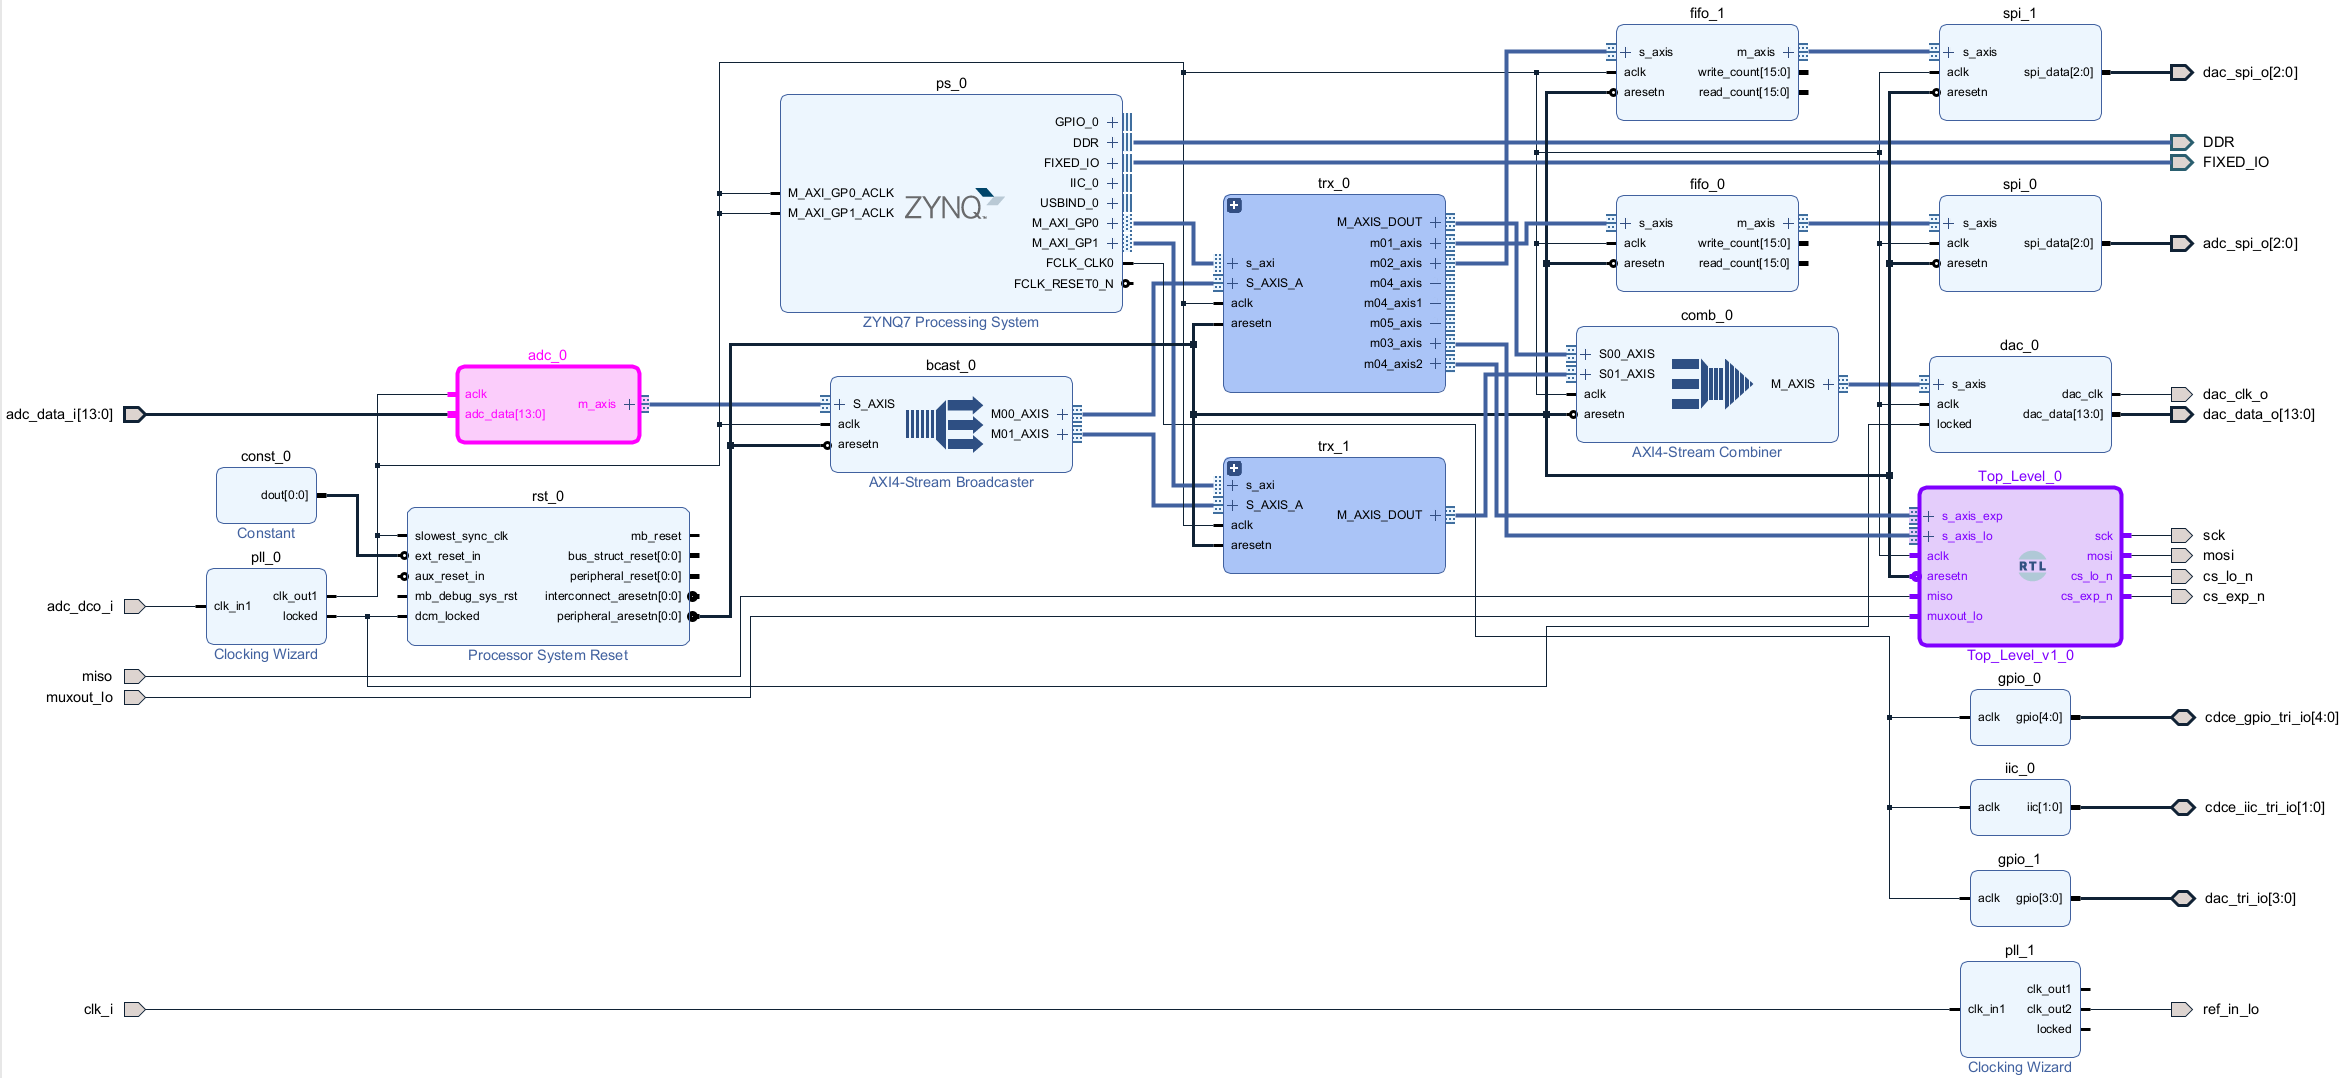 adc_data_i[13:0]
adc_dco_i
miso
muxout_lo
clk_i
const_0
dout[0:0]
Constant
pll_0
clk_in1
clk_out1
locked
Clocking Wizard
adc_0
aclk
adc_data[13:0]
m_axis
rst_0
slowest_sync_clk
ext_reset_in
aux_reset_in
mb_debug_sys_rst
dcm_locked
mb_reset
bus_struct_reset[0:0]
peripheral_reset[0:0]
interconnect_aresetn[0:0]
peripheral_aresetn[0:0]
Processor System Reset
ps_0
M_AXI_GP0_ACLK
M_AXI_GP1_ACLK
ZYNQ
GPIO_0
DDR
FIXED_IO
IIC_0
USBIND_0
M_AXI_GP0
M_AXI_GP1
FCLK_CLK0
FCLK_RESET0_N
ZYNQ7 Processing System
bcast_0
S_AXIS
aclk
aresetn
M00_AXIS
M01_AXIS
AXI4-Stream Broadcaster
trx_0
s_axi
S_AXIS_A
aclk
aresetn
M_AXIS_DOUT
m01_axis
m02_axis
m04_axis
m04_axis1
m05_axis
m03_axis
m04_axis2
trx_1
s_axi
S_AXIS_A
aclk
aresetn
M_AXIS_DOUT
fifo_1
s_axis
aclk
aresetn
m_axis
write_count[15:0]
read_count[15:0]
fifo_0
s_axis
aclk
aresetn
m_axis
write_count[15:0]
read_count[15:0]
comb_0
S00_AXIS
S01_AXIS
aclk
aresetn
M_AXIS
AXI4-Stream Combiner
spi_1
s_axis
aclk
aresetn
spi_data[2:0]
spi_0
s_axis
aclk
aresetn
spi_data[2:0]
dac_0
s_axis
aclk
locked
dac_clk
dac_data[13:0]
Top_Level_0
s_axis_exp
s_axis_lo
aclk
aresetn
miso
muxout_lo
RTL
sck
mosi
cs_lo_n
cs_exp_n
Top_Level_v1_0
gpio_0
aclk
gpio[4:0]
iic_0
aclk
iic[1:0]
gpio_1
aclk
gpio[3:0]
pll_1
clk_in1
clk_out1
clk_out2
locked
Clocking Wizard
dac_spi_o[2:0]
DDR
FIXED_IO
adc_spi_o[2:0]
dac_clk_o
dac_data_o[13:0]
sck
mosi
cs_lo_n
cs_exp_n
cdce_gpio_tri_io[4:0]
cdce_iic_tri_io[1:0]
dac_tri_io[3:0]
ref_in_lo